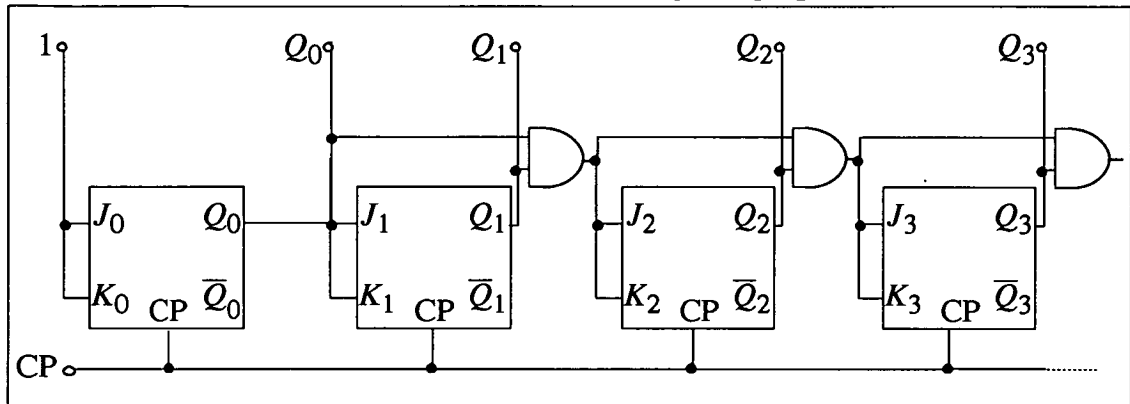 1 Q0 Q1 Q2 Q3
J0 Q0 J1 Q1 J2 Q2 J3 Q3
K0 Q̅0 K1 Q̅1 K2 Q̅2 K3 Q̅3
CP CP CP CP
CP